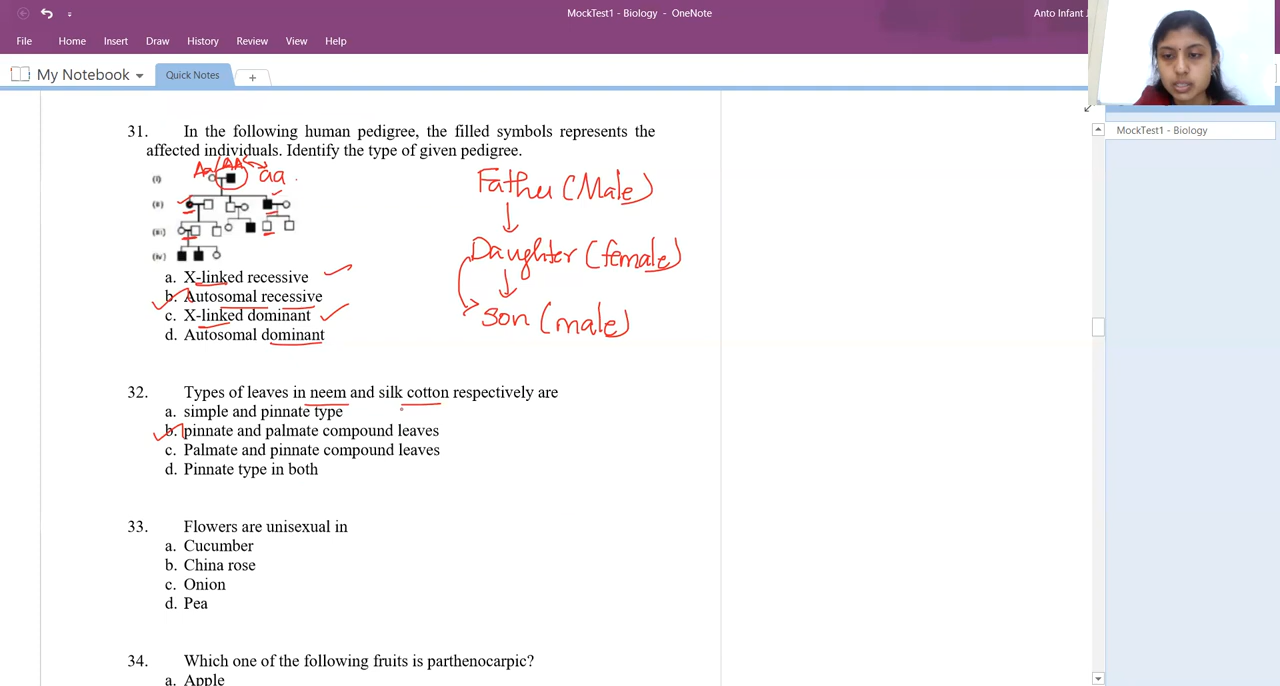 MockTest1 - Biology - OneNote
Anto Infant
File Home Insert Draw History Review View Help
My Notebook
Quick Notes
+
MockTest1 - Biology
31. In the following human pedigree, the filled symbols represents the
affected individuals. Identify the type of given pedigree.
Aa AA aa
(i)
(ii)
(iii)
(iv)
a. X-linked recessive
b. Autosomal recessive
c. X-linked dominant
d. Autosomal dominant
Father (Male)
Daughter (female)
Son (male)
32. Types of leaves in neem and silk cotton respectively are
a. simple and pinnate type
b. pinnate and palmate compound leaves
c. Palmate and pinnate compound leaves
d. Pinnate type in both
33. Flowers are unisexual in
a. Cucumber
b. China rose
c. Onion
d. Pea
34. Which one of the following fruits is parthenocarpic?
a. Apple